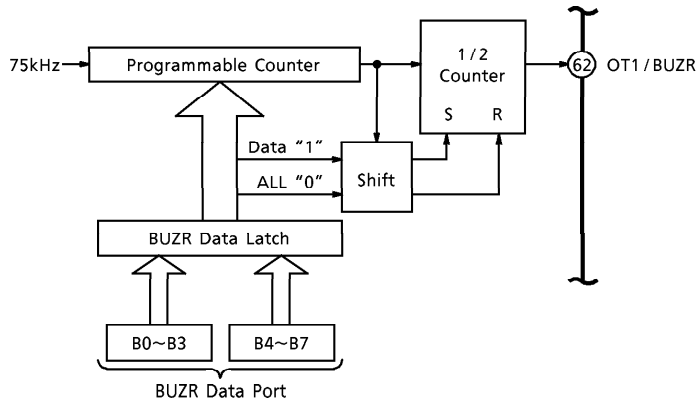 1/2
Counter
S R
75kHz
Programmable Counter
62
OT1/BUZR
Data "1"
ALL "0"
Shift
BUZR Data Latch
B0~B3
B4~B7
BUZR Data Port